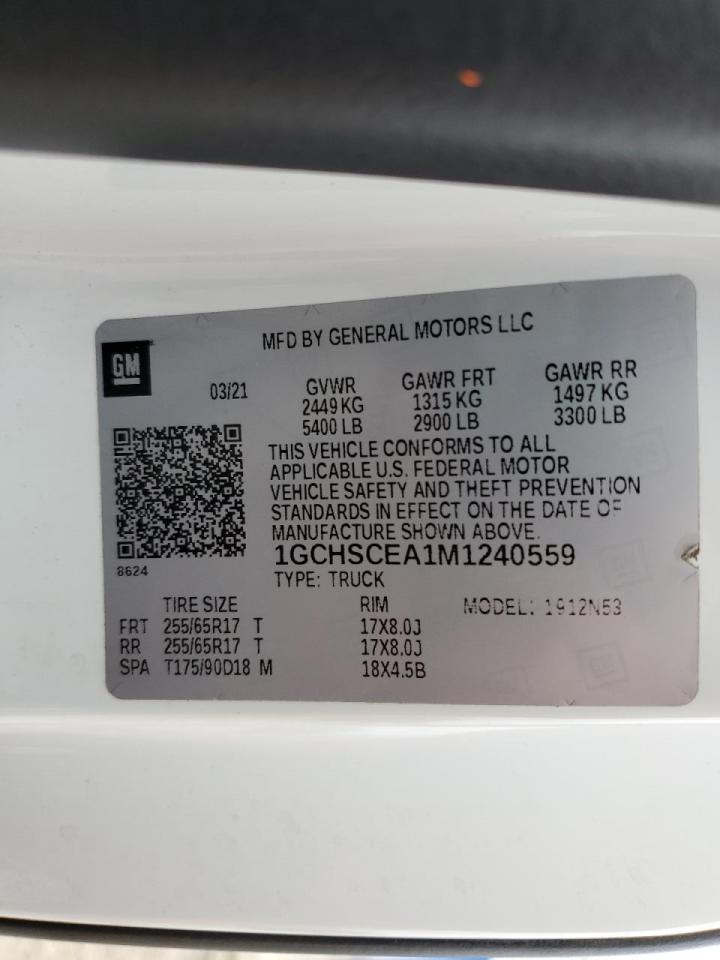 MFD BY GENERAL MOTORS LLC
GM
03/21 GVWR GAWR FRT GAWR RR
2449 KG 1315 KG 1497 KG
5400 LB 2900 LB 3300 LB
THIS VEHICLE CONFORMS TO ALL
APPLICABLE U.S. FEDERAL MOTOR
VEHICLE SAFETY AND THEFT PREVENTION
STANDARDS IN EFFECT ON THE DATE OF
MANUFACTURE SHOWN ABOVE.
1GCHSCEA1M1240559
8624
TYPE: TRUCK
TIRE SIZE RIM MODEL: 1912N53
FRT 255/65R17 T 17X8.0J
RR 255/65R17 T 17X8.0J
SPA T175/90D18 M 18X4.5B